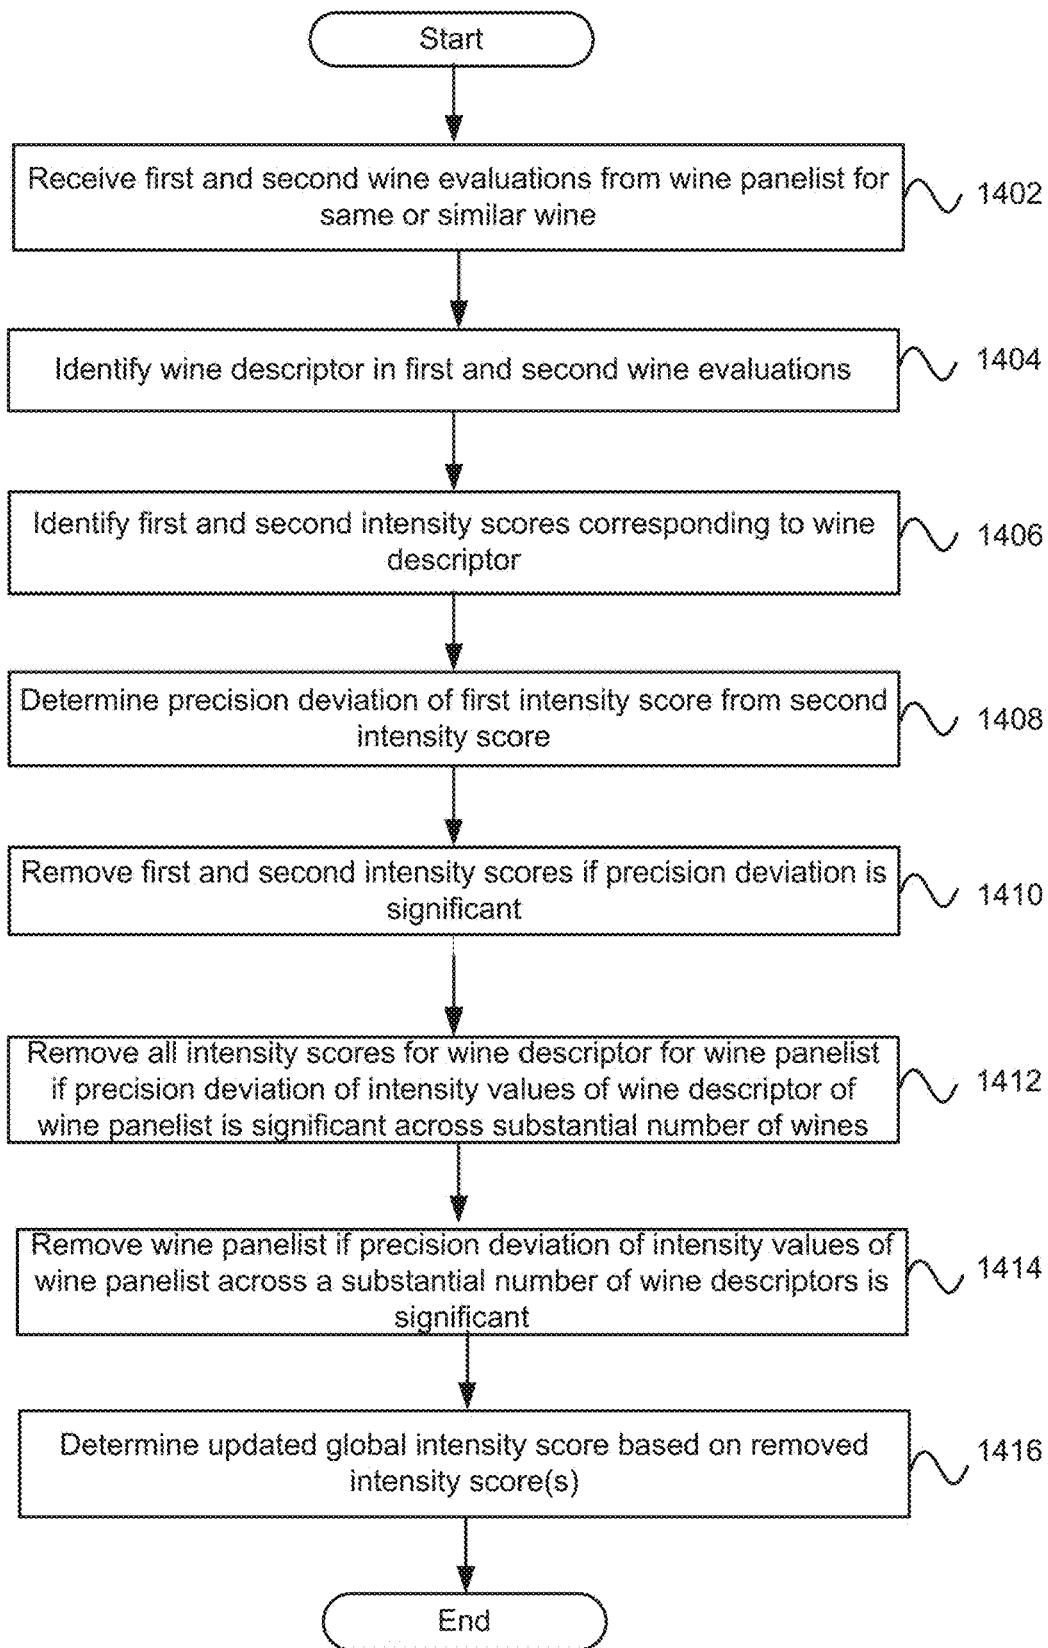 Start
Receive first and second wine evaluations from wine panelist for
same or similar wine
1402
Identify wine descriptor in first and second wine evaluations
1404
Identify first and second intensity scores corresponding to wine
descriptor
1406
Determine precision deviation of first intensity score from second
intensity score
1408
Remove first and second intensity scores if precision deviation is
significant
1410
Remove all intensity scores for wine descriptor for wine panelist
if precision deviation of intensity values of wine descriptor of
wine panelist is significant across substantial number of wines
1412
Remove wine panelist if precision deviation of intensity values of
wine panelist across a substantial number of wine descriptors is
significant
1414
Determine updated global intensity score based on removed
intensity score(s)
1416
End